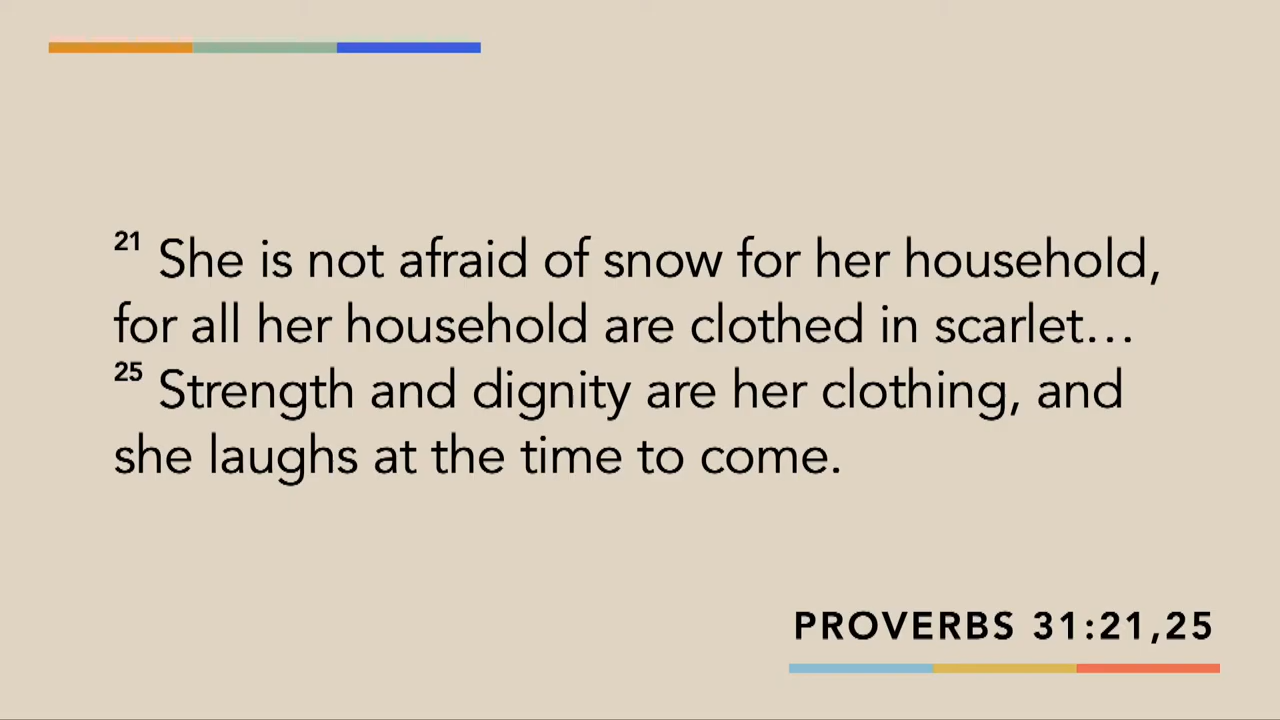 21 She is not afraid of snow for her household,
for all her household are clothed in scarlet…
25 Strength and dignity are her clothing, and
she laughs at the time to come.
PROVERBS 31:21,25